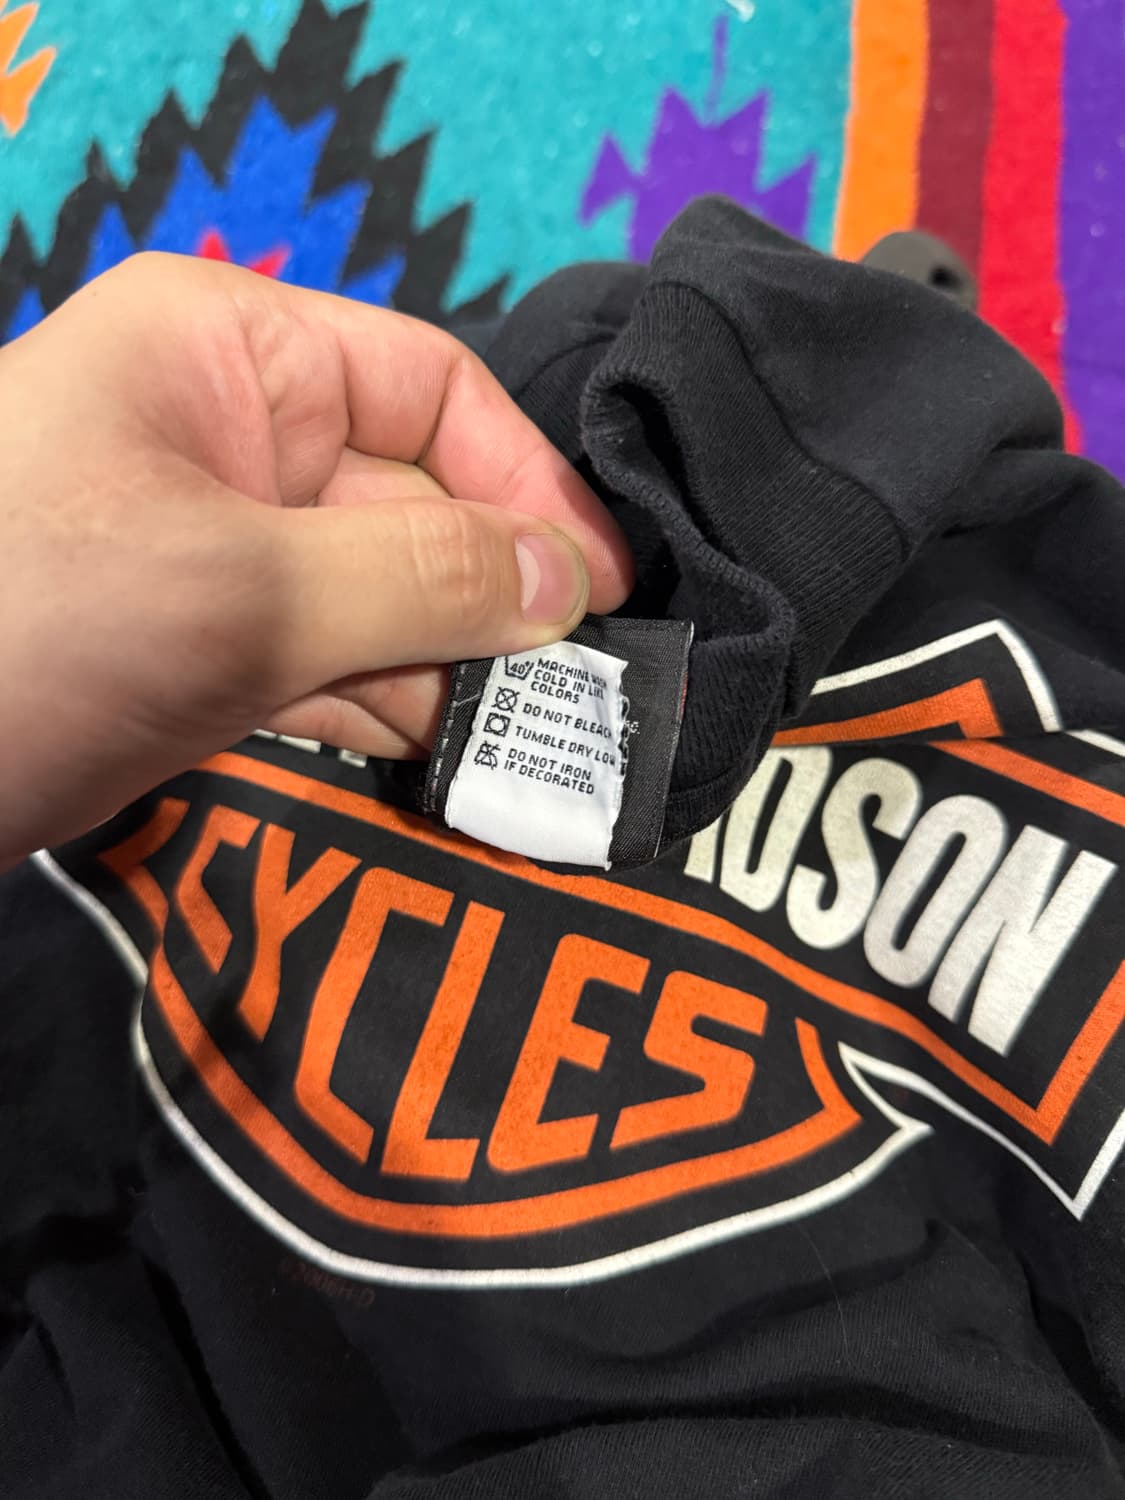 40°
MACHINE WASH
COLD IN LIKE
COLORS
DO NOT BLEACH
TUMBLE DRY LOW
DO NOT IRON
IF DECORATED
IDSON
CYCLES